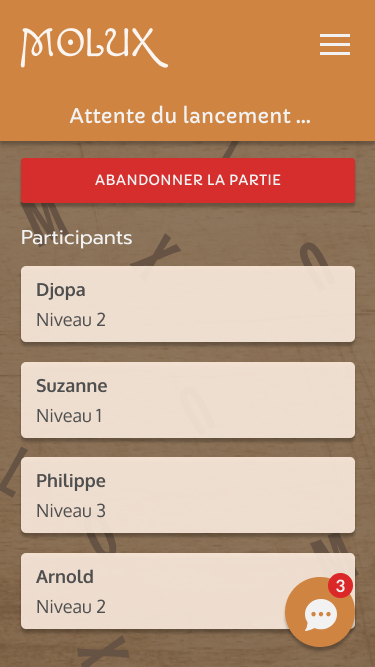 MOLUX
Attente du lancement ...
ABANDONNER LA PARTIE
Participants
Djopa
Niveau 2
Suzanne
Niveau 1
Philippe
Niveau 3
Arnold
Niveau 2
3